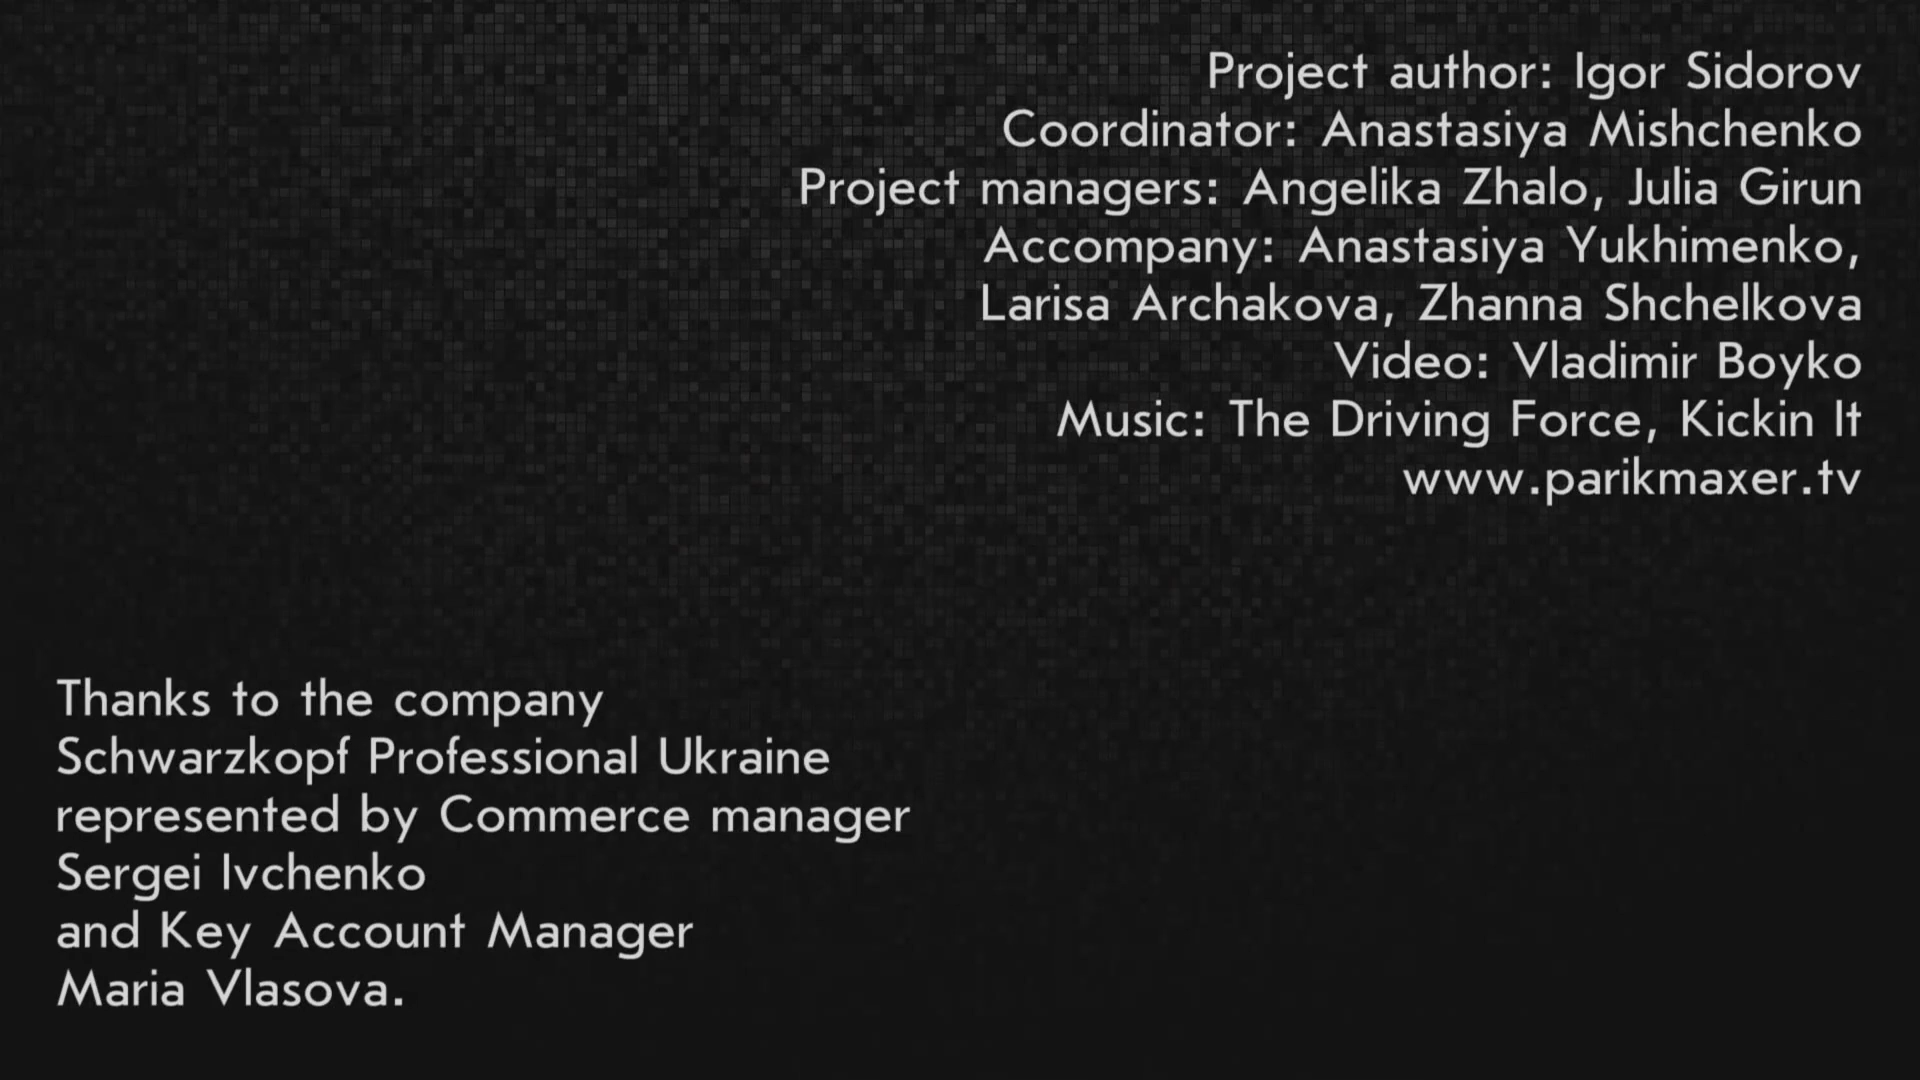 Project author: Igor Sidorov
Coordinator: Anastasiya Mishchenko
Project managers: Angelika Zhalo, Julia Girun
Accompany: Anastasiya Yukhimenko,
Larisa Archakova, Zhanna Shchelkova
Video: Vladimir Boyko
Music: The Driving Force, Kickin It
www.parikmaxer.tv
Thanks to the company
Schwarzkopf Professional Ukraine
represented by Commerce manager
Sergei Ivchenko
and Key Account Manager
Maria Vlasova.